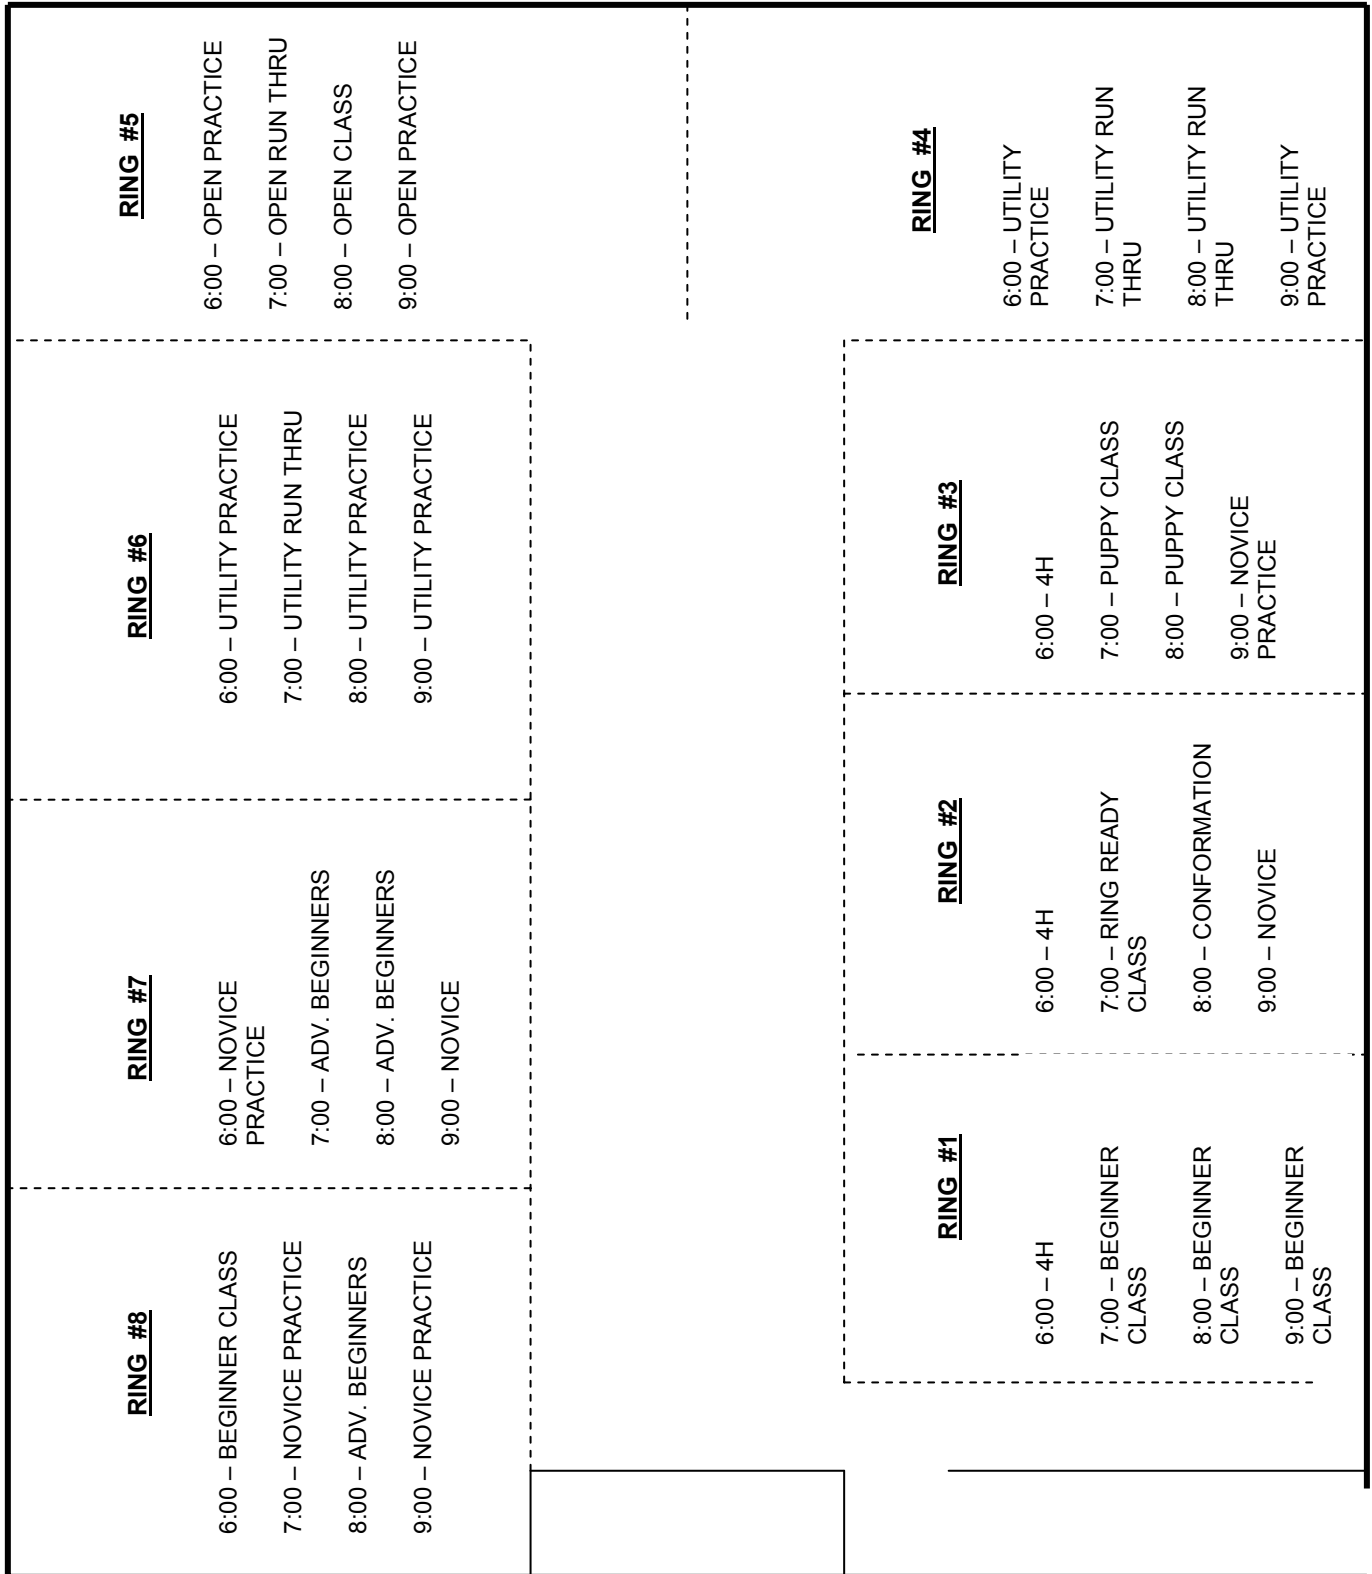 RING #8
6:00 – BEGINNER CLASS
7:00 – NOVICE PRACTICE
8:00 – ADV. BEGINNERS
9:00 – NOVICE PRACTICE
RING #7
6:00 – NOVICE
PRACTICE
7:00 – ADV. BEGINNERS
8:00 – ADV. BEGINNERS
9:00 – NOVICE
RING #6
6:00 – UTILITY PRACTICE
7:00 – UTILITY RUN THRU
8:00 – UTILITY PRACTICE
9:00 – UTILITY PRACTICE
RING #5
6:00 – OPEN PRACTICE
7:00 – OPEN RUN THRU
8:00 – OPEN CLASS
9:00 – OPEN PRACTICE
RING #1
6:00 – 4H
7:00 – BEGINNER
CLASS
8:00 – BEGINNER
CLASS
9:00 – BEGINNER
CLASS
RING #2
6:00 – 4H
7:00 – RING READY
CLASS
8:00 – CONFORMATION
9:00 – NOVICE
RING #3
6:00 – 4H
7:00 – PUPPY CLASS
8:00 – PUPPY CLASS
9:00 – NOVICE
PRACTICE
RING #4
6:00 – UTILITY
PRACTICE
7:00 – UTILITY RUN
THRU
8:00 – UTILITY RUN
THRU
9:00 – UTILITY
PRACTICE